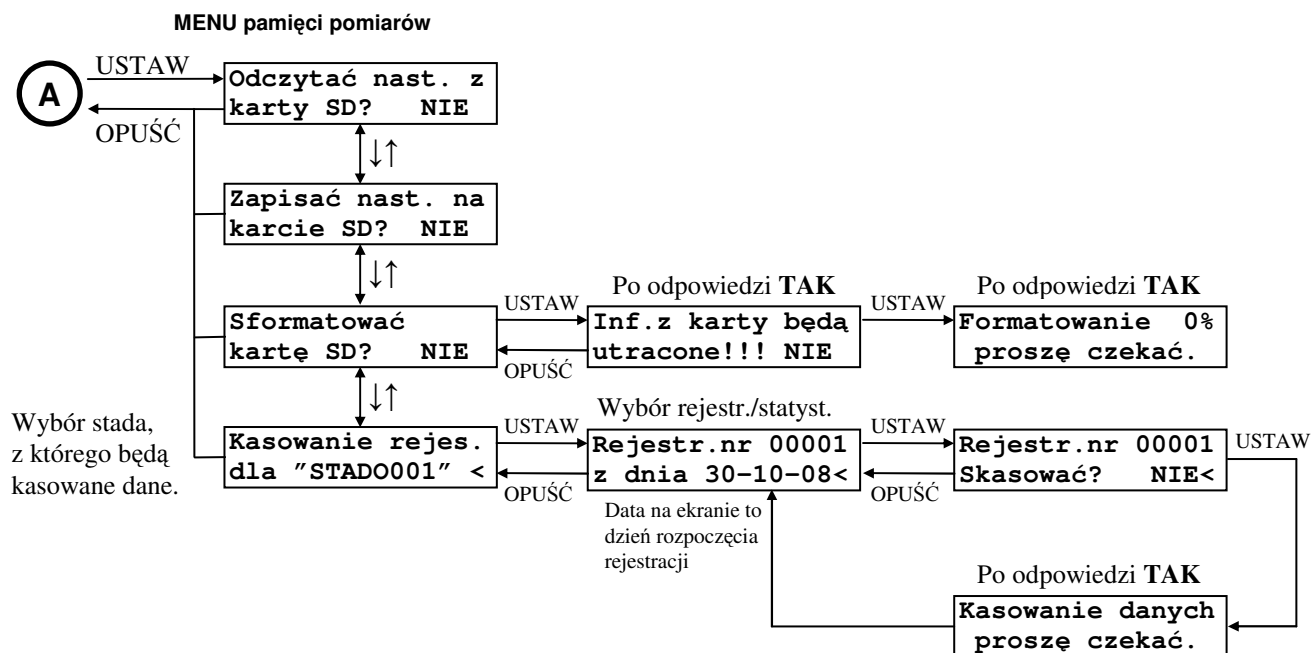 MENU pamięci pomiarów
A
USTAW
OPUŚĆ
Odczytać nast. z
karty SD? NIE
↓↑
Zapisać nast. na
karcie SD? NIE
↓↑
Po odpowiedzi TAK
Po odpowiedzi TAK
Sformatować
kartę SD? NIE
USTAW
OPUŚĆ
Inf.z karty będą
utracone!!! NIE
USTAW
Formatowanie 0%
proszę czekać.
↓↑
Wybór stada,
z którego będą
kasowane dane.
Wybór rejestr./statyst.
Kasowanie rejes.
dla ”STADO001” <
USTAW
OPUŚĆ
Rejestr.nr 00001
z dnia 30-10-08<
USTAW
OPUŚĆ
Rejestr.nr 00001
Skasować? NIE<
USTAW
Data na ekranie to
dzień rozpoczęcia
rejestracji
Po odpowiedzi TAK
Kasowanie danych
proszę czekać.